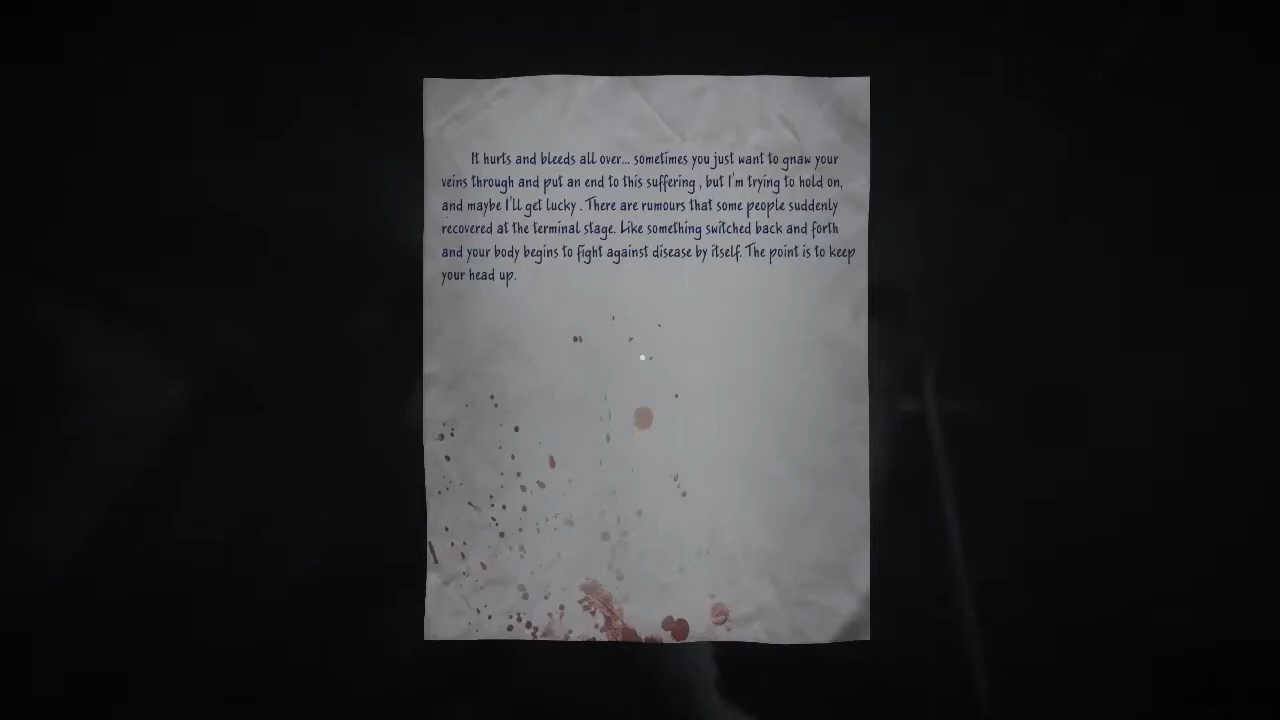 It hurts and bleeds all over... sometimes you just want to gnaw your
veins through and put an end to this suffering , but I'm trying to hold on,
and maybe I'll get lucky . There are rumours that some people suddenly
recovered at the terminal stage. Like something switched back and forth
and your body begins to fight against disease by itself. The point is to keep
your head up.